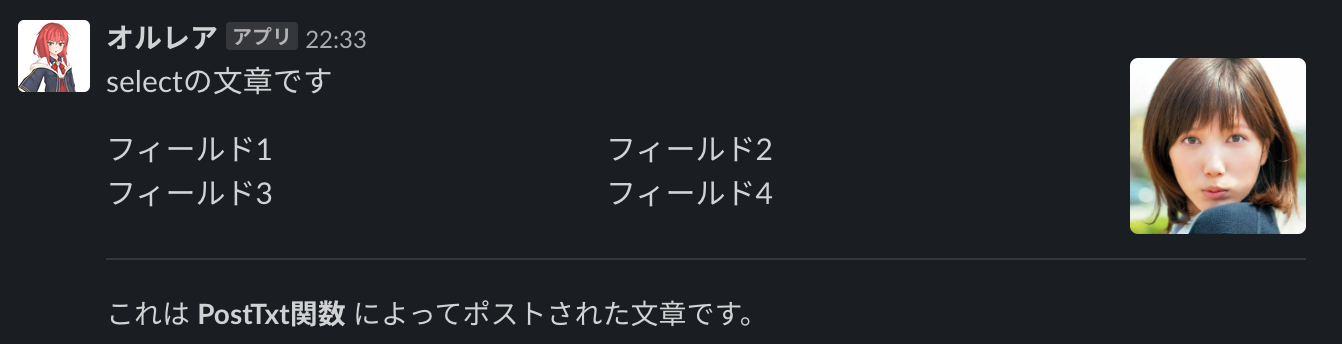 オルレア アプリ 22:33
selectの文章です
フィールド1 フィールド2
フィールド3 フィールド4
これは PostTxt関数 によってポストされた文章です。